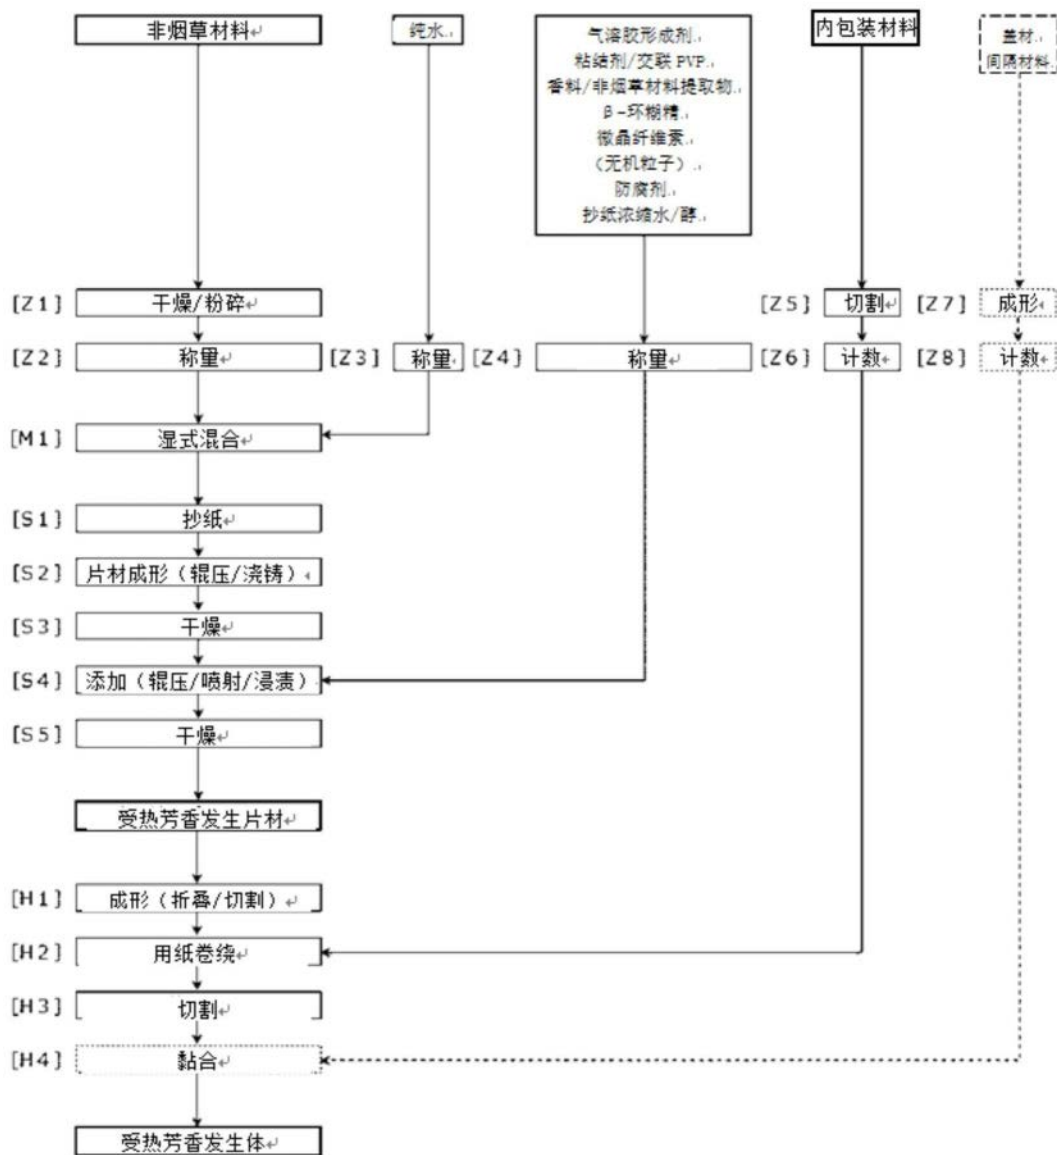 非烟草材料
纯水
气溶胶形成剂
粘结剂/交联 PVP
香料/非烟草材料提取物
β-环糊精
微晶纤维素
（无机粒子）
防腐剂
抄纸浓缩水/醇
内包装材料
盖材
间隔材料
[Z1] 干燥/粉碎
[Z5] 切割
[Z7] 成形
[Z2] 称量
[Z3] 称量
[Z4] 称量
[Z6] 计数
[Z8] 计数
[M1] 湿式混合
[S1] 抄纸
[S2] 片材成形（辊压/浇铸）
[S3] 干燥
[S4] 添加（辊压/喷射/浸渍）
[S5] 干燥
受热芳香发生片材
[H1] 成形（折叠/切割）
[H2] 用纸卷绕
[H3] 切割
[H4] 黏合
受热芳香发生体